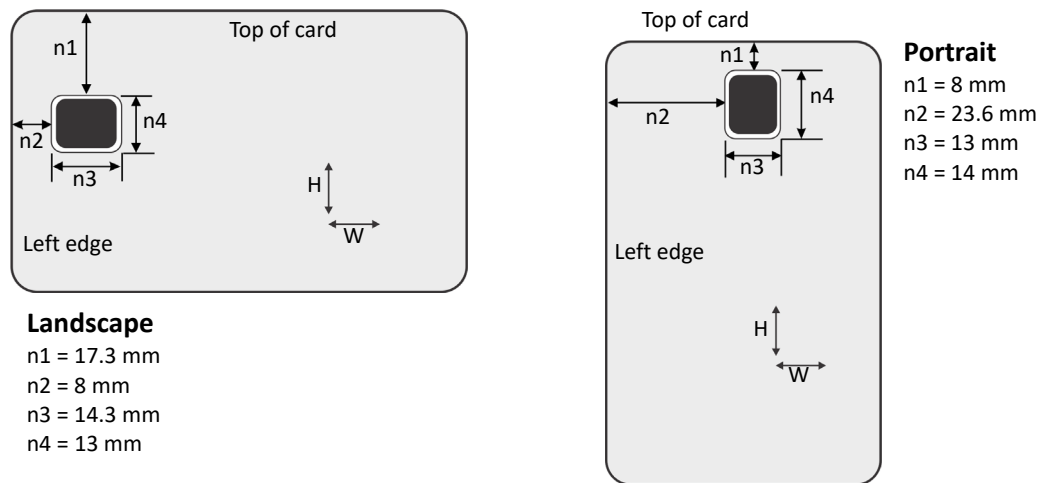 Top of card
n1
n2
n4
n3
H
W
Left edge
Landscape
n1 = 17.3 mm
n2 = 8 mm
n3 = 14.3 mm
n4 = 13 mm
Top of card
n1
n4
n2
n3
Left edge
H
W
Portrait
n1 = 8 mm
n2 = 23.6 mm
n3 = 13 mm
n4 = 14 mm